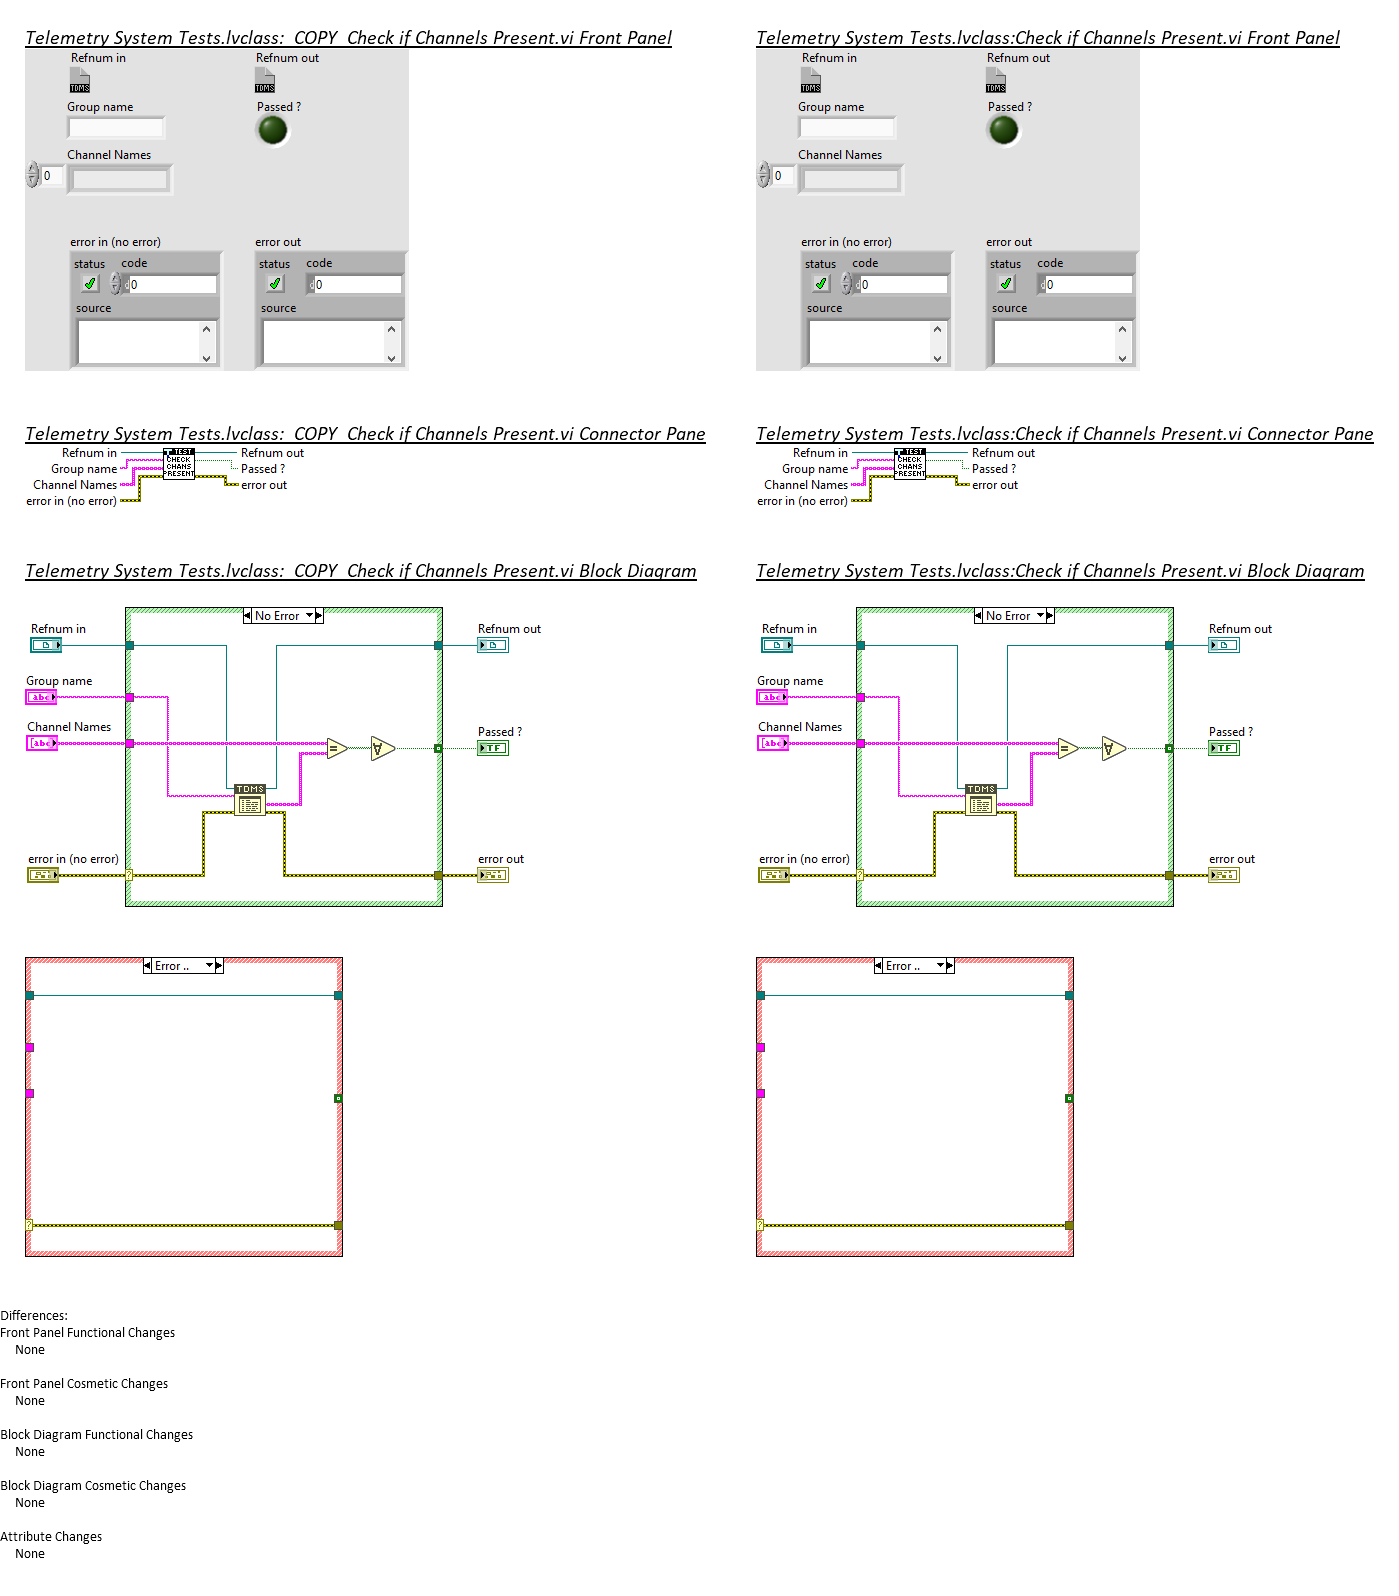 Telemetry System Tests.lvclass:  COPY  Check if Channels Present.vi Front Panel
Refnum in
Refnum out
TDMS
TDMS
Group name
Passed ?
Channel Names
0
error in (no error)
error out
status
code
status
code
d
0
d
0
source
source
Telemetry System Tests.lvclass:Check if Channels Present.vi Front Panel
Refnum in
Refnum out
TDMS
TDMS
Group name
Passed ?
Channel Names
0
error in (no error)
error out
status
code
status
code
d
0
d
0
source
source
Telemetry System Tests.lvclass:  COPY  Check if Channels Present.vi Connector Pane
Refnum in
Group name
Channel Names
error in (no error)
T TEST
CHECK
CHANS
PRESENT
Refnum out
Passed ?
error out
Telemetry System Tests.lvclass:Check if Channels Present.vi Connector Pane
Refnum in
Group name
Channel Names
error in (no error)
T TEST
CHECK
CHANS
PRESENT
Refnum out
Passed ?
error out
Telemetry System Tests.lvclass:  COPY  Check if Channels Present.vi Block Diagram
No Error
Refnum in
Refnum out
Group name
abc
Channel Names
[abc]
=
∀
Passed ?
TF
TDMS
error in (no error)
?
error out
Error ..
?
Telemetry System Tests.lvclass:Check if Channels Present.vi Block Diagram
No Error
Refnum in
Refnum out
Group name
abc
Channel Names
[abc]
=
∀
Passed ?
TF
TDMS
error in (no error)
?
error out
Error ..
?
Differences:
Front Panel Functional Changes
None
Front Panel Cosmetic Changes
None
Block Diagram Functional Changes
None
Block Diagram Cosmetic Changes
None
Attribute Changes
None